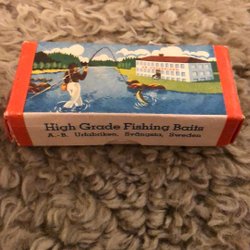 High Grade Fishing Baits
A.-B. Urfabriken, Svängsta, Sweden